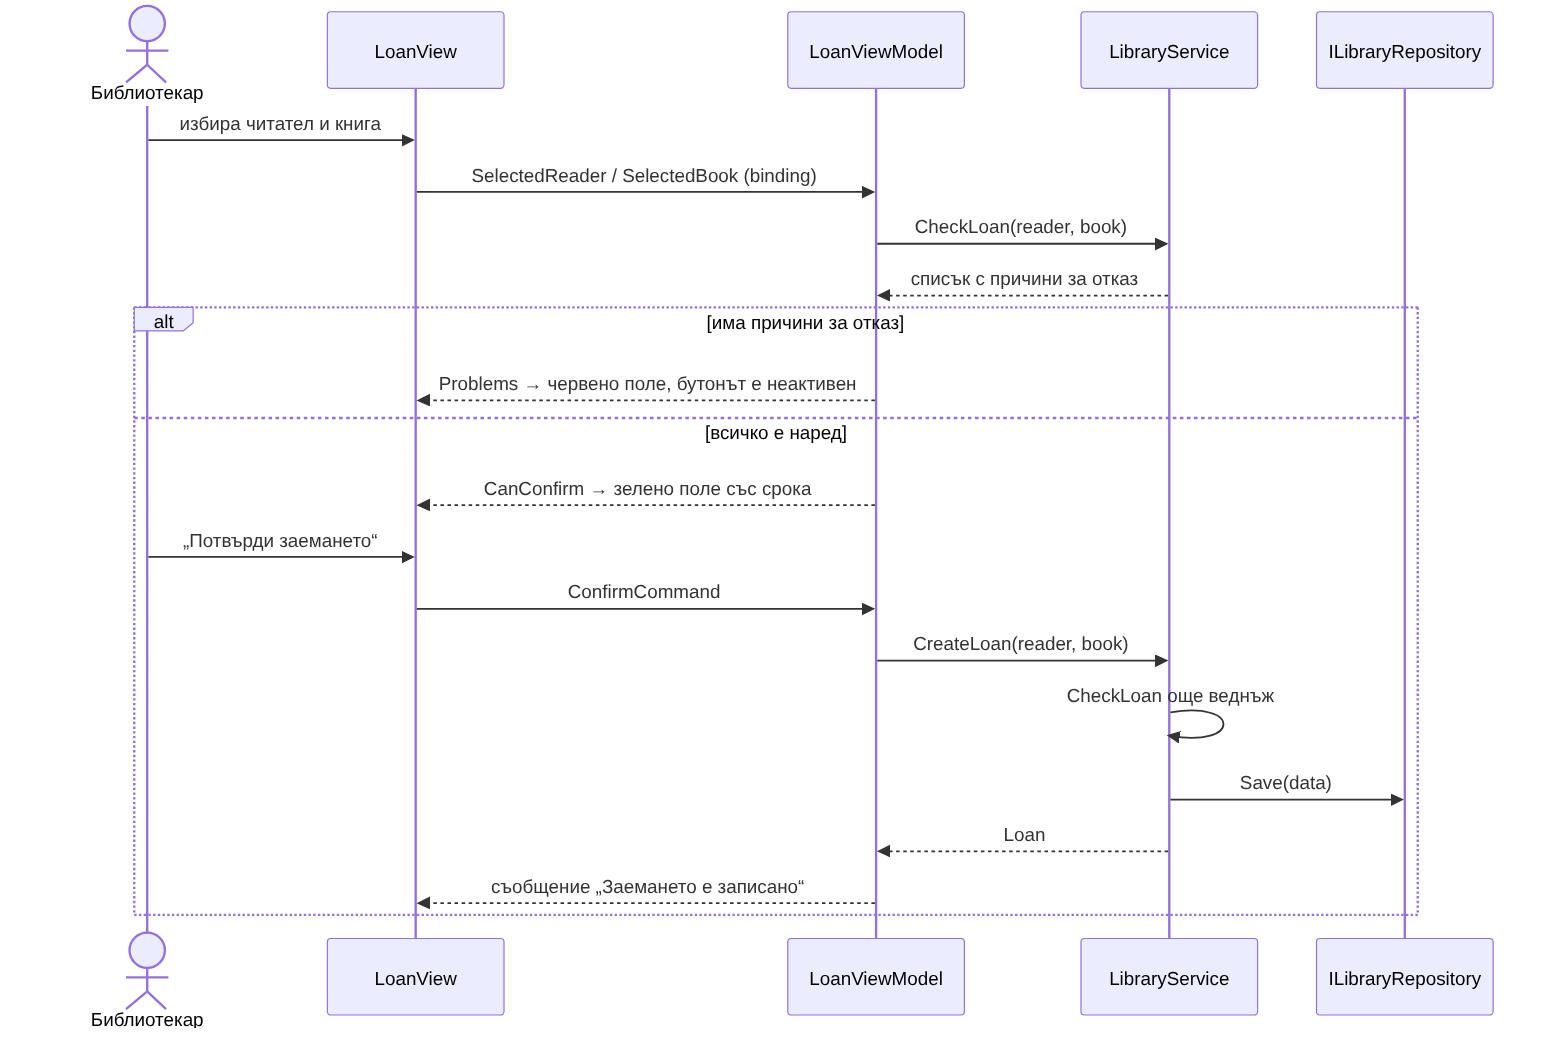 Библиотекар
LoanView
LoanViewModel
LibraryService
ILibraryRepository
избира читател и книга
SelectedReader / SelectedBook (binding)
CheckLoan(reader, book)
списък с причини за отказ
alt
[има причини за отказ]
Problems → червено поле, бутонът е неактивен
[всичко е наред]
CanConfirm → зелено поле със срока
„Потвърди заемането“
ConfirmCommand
CreateLoan(reader, book)
CheckLoan още веднъж
Save(data)
Loan
съобщение „Заемането е записано“
Библиотекар
LoanView
LoanViewModel
LibraryService
ILibraryRepository